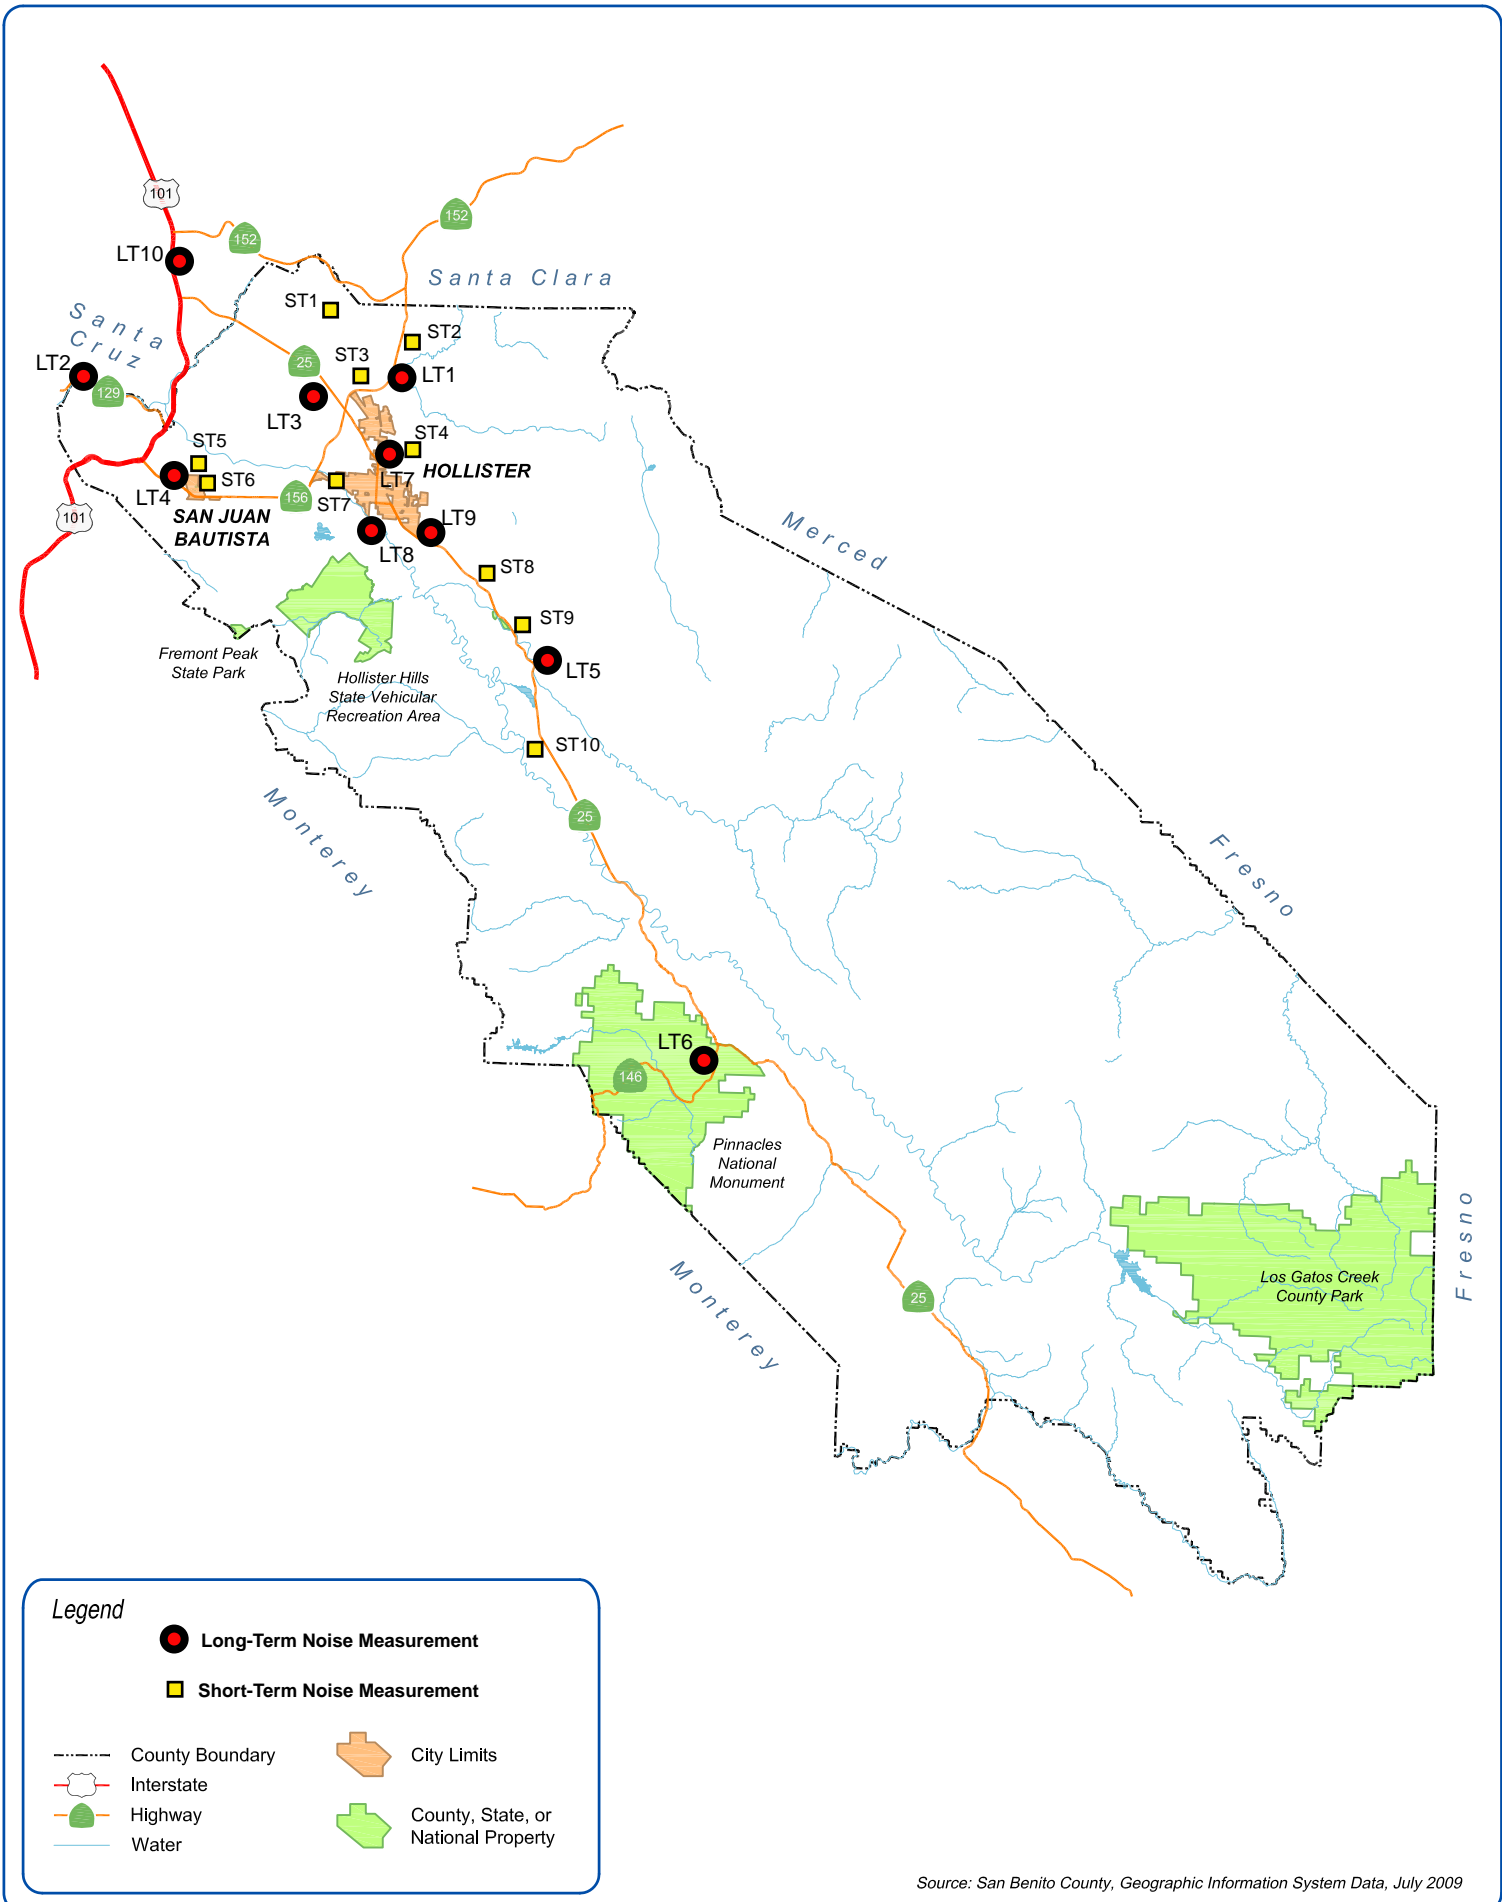 101
152
152
LT10
Santa Clara
ST1
Santa
Cruz
ST2
ST3
LT2
25
LT1
129
LT3
ST4
ST5
HOLLISTER
ST6
LT7
LT4
156
ST7
SAN JUAN
BAUTISTA
101
LT9
LT8
Merced
ST8
ST9
Fremont Peak
State Park
LT5
Hollister Hills
State Vehicular
Recreation Area
ST10
Monterey
25
Fresno
LT6
146
Pinnacles
National
Monument
Fresno
Monterey
Los Gatos Creek
County Park
25
Legend
Long-Term Noise Measurement
Short-Term Noise Measurement
County Boundary
Interstate
Highway
Water
City Limits
County, State, or
National Property
Source: San Benito County, Geographic Information System Data, July 2009